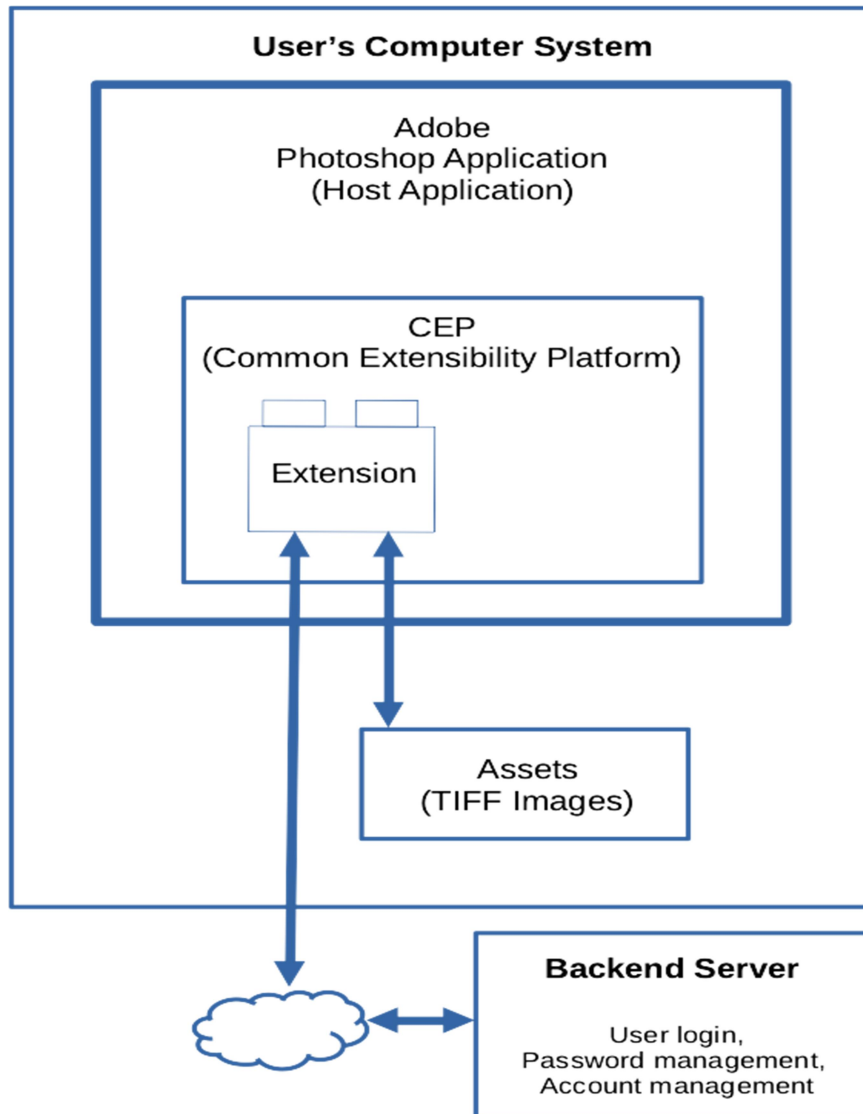 User’s Computer System
Adobe
Photoshop Application
(Host Application)
CEP
(Common Extensibility Platform)
Extension
Assets
(TIFF Images)
Backend Server
User login,
Password management,
Account management